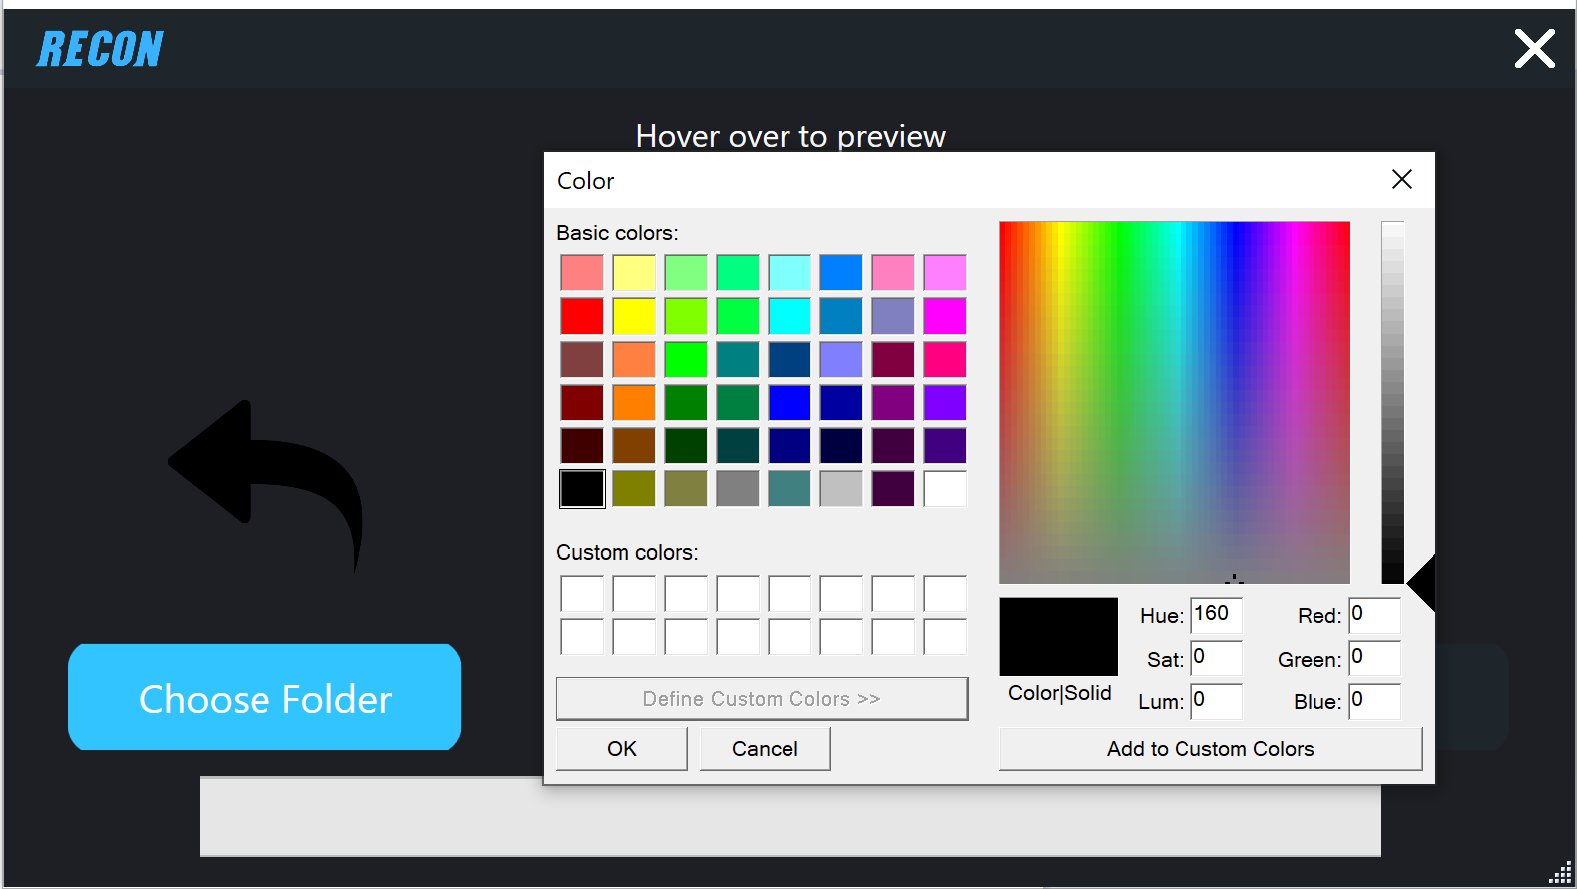 RECON
Hover over to preview
Color
Basic colors:
Custom colors:
Define Custom Colors >>
OK Cancel
Hue: 160 Red: 0
Sat: 0 Green: 0
Color|Solid Lum: 0 Blue: 0
Add to Custom Colors
Choose Folder